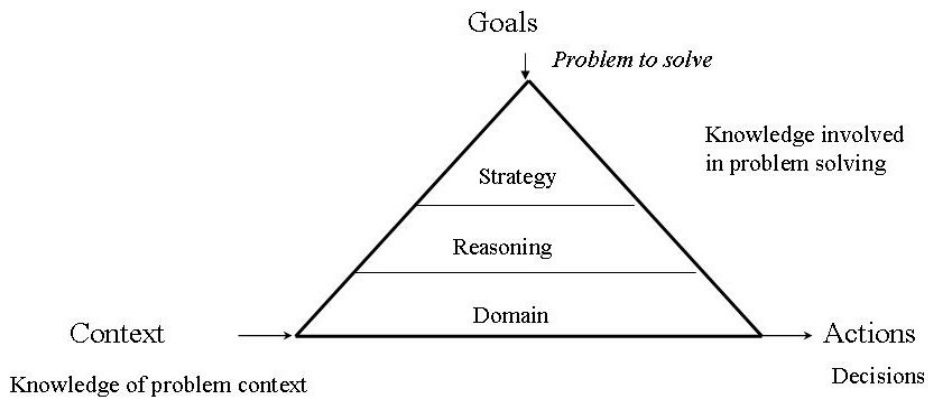 Goals
Problem to solve
Knowledge involved
in problem solving
Strategy
Reasoning
Domain
Context
Actions
Knowledge of problem context
Decisions